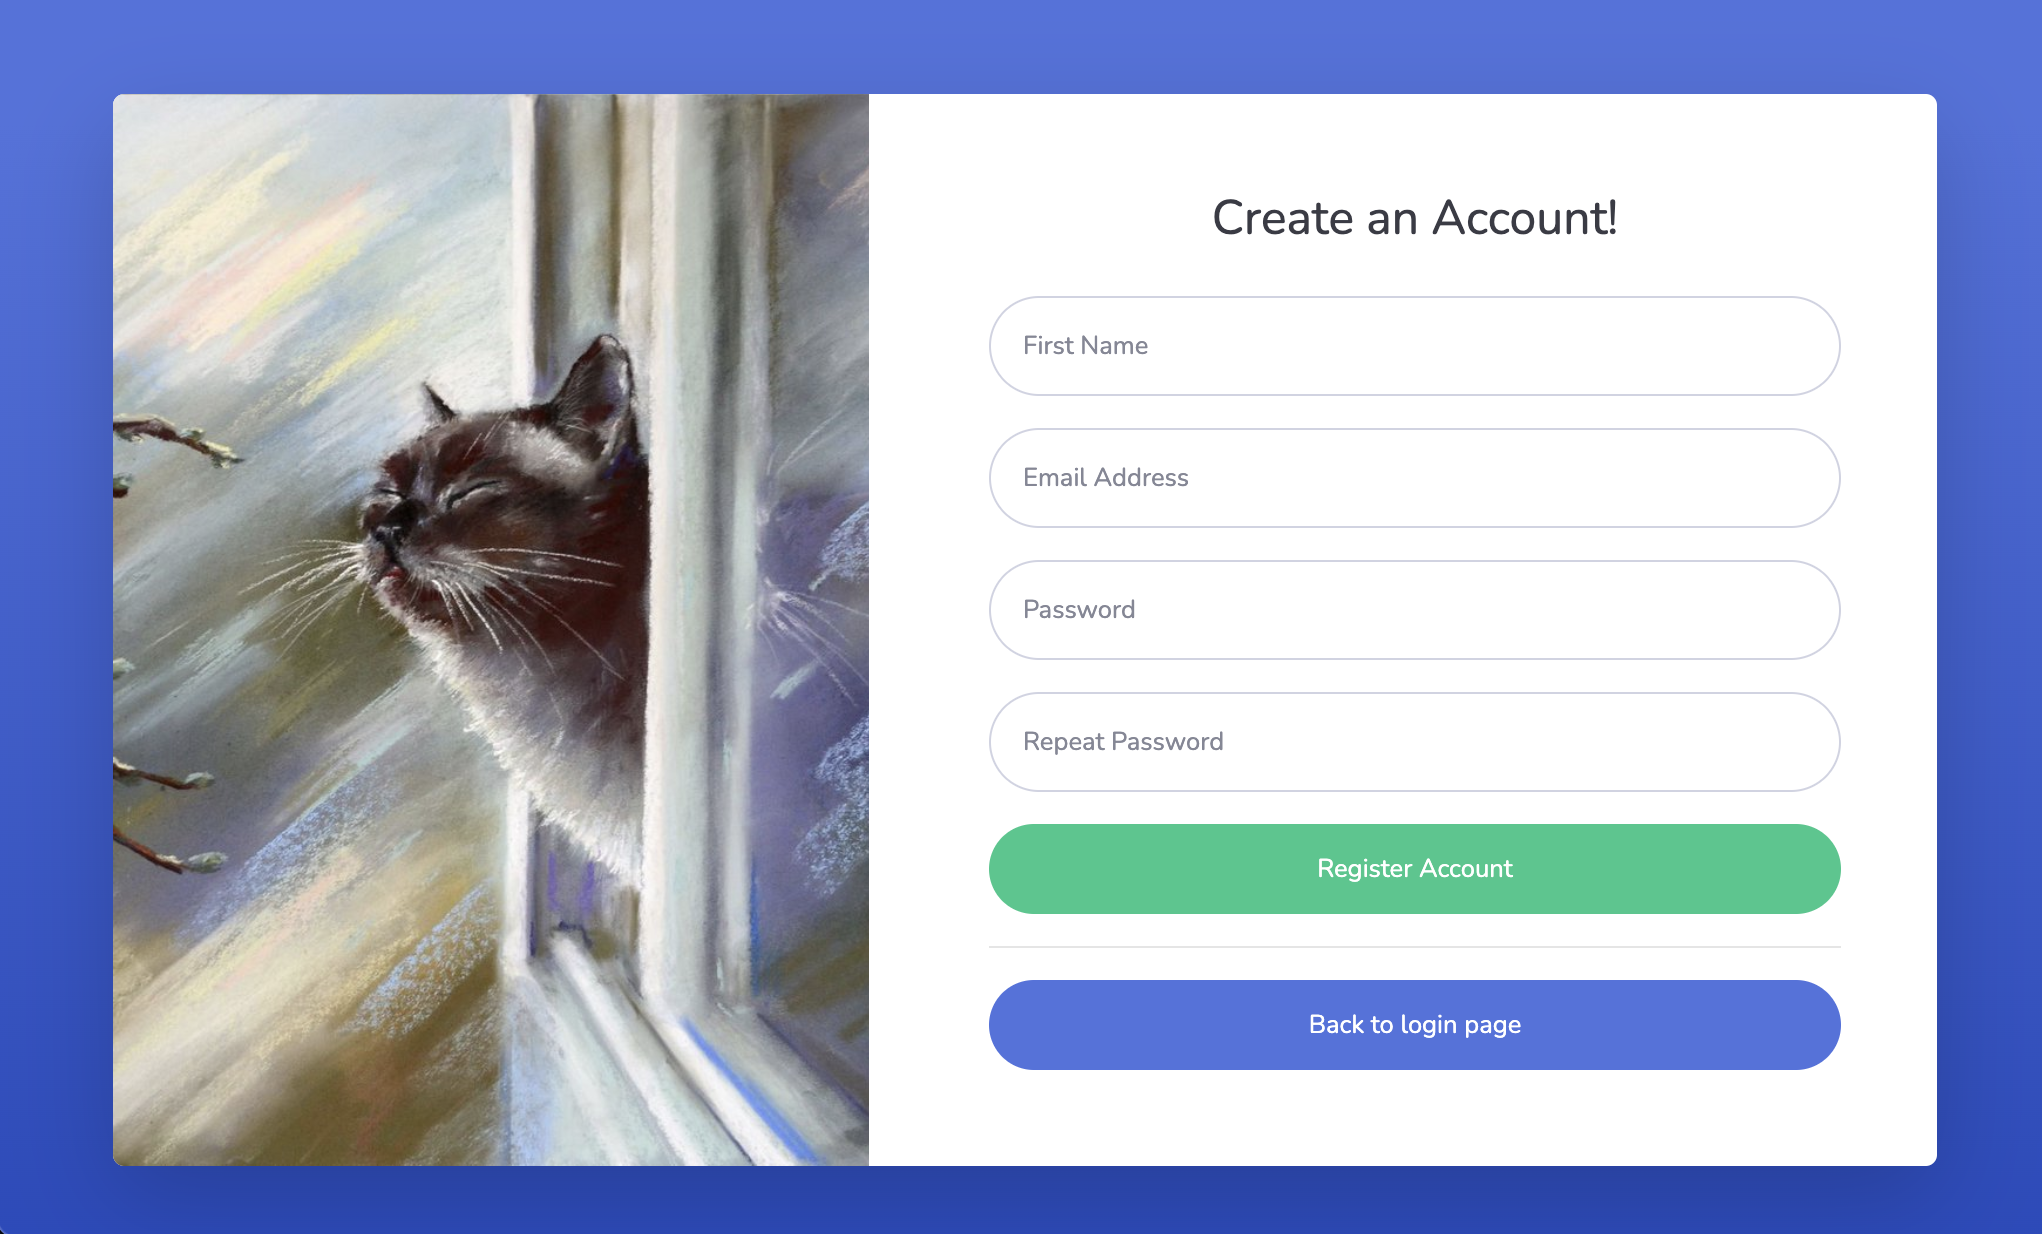 Create an Account!
First Name
Email Address
Password
Repeat Password
Register Account
Back to login page